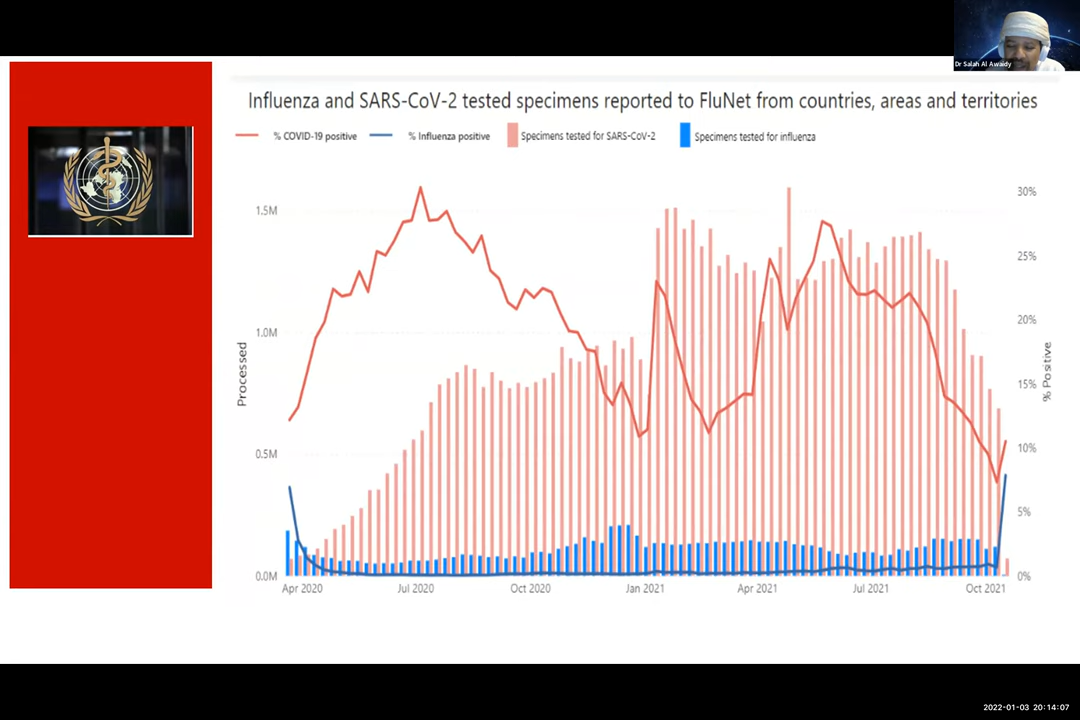 Dr Salah Al Awaidy
Influenza and SARS-CoV-2 tested specimens reported to FluNet from countries, areas and territories
% COVID-19 positive % Influenza positive Specimens tested for SARS-CoV-2 Specimens tested for influenza
30%
1.5M
25%
1.0M
20%
Processed
% Positive
15%
0.5M
10%
5%
0.0M
0%
Apr 2020 Jul 2020 Oct 2020 Jan 2021 Apr 2021 Jul 2021 Oct 2021
2022-01-03 20:14:07